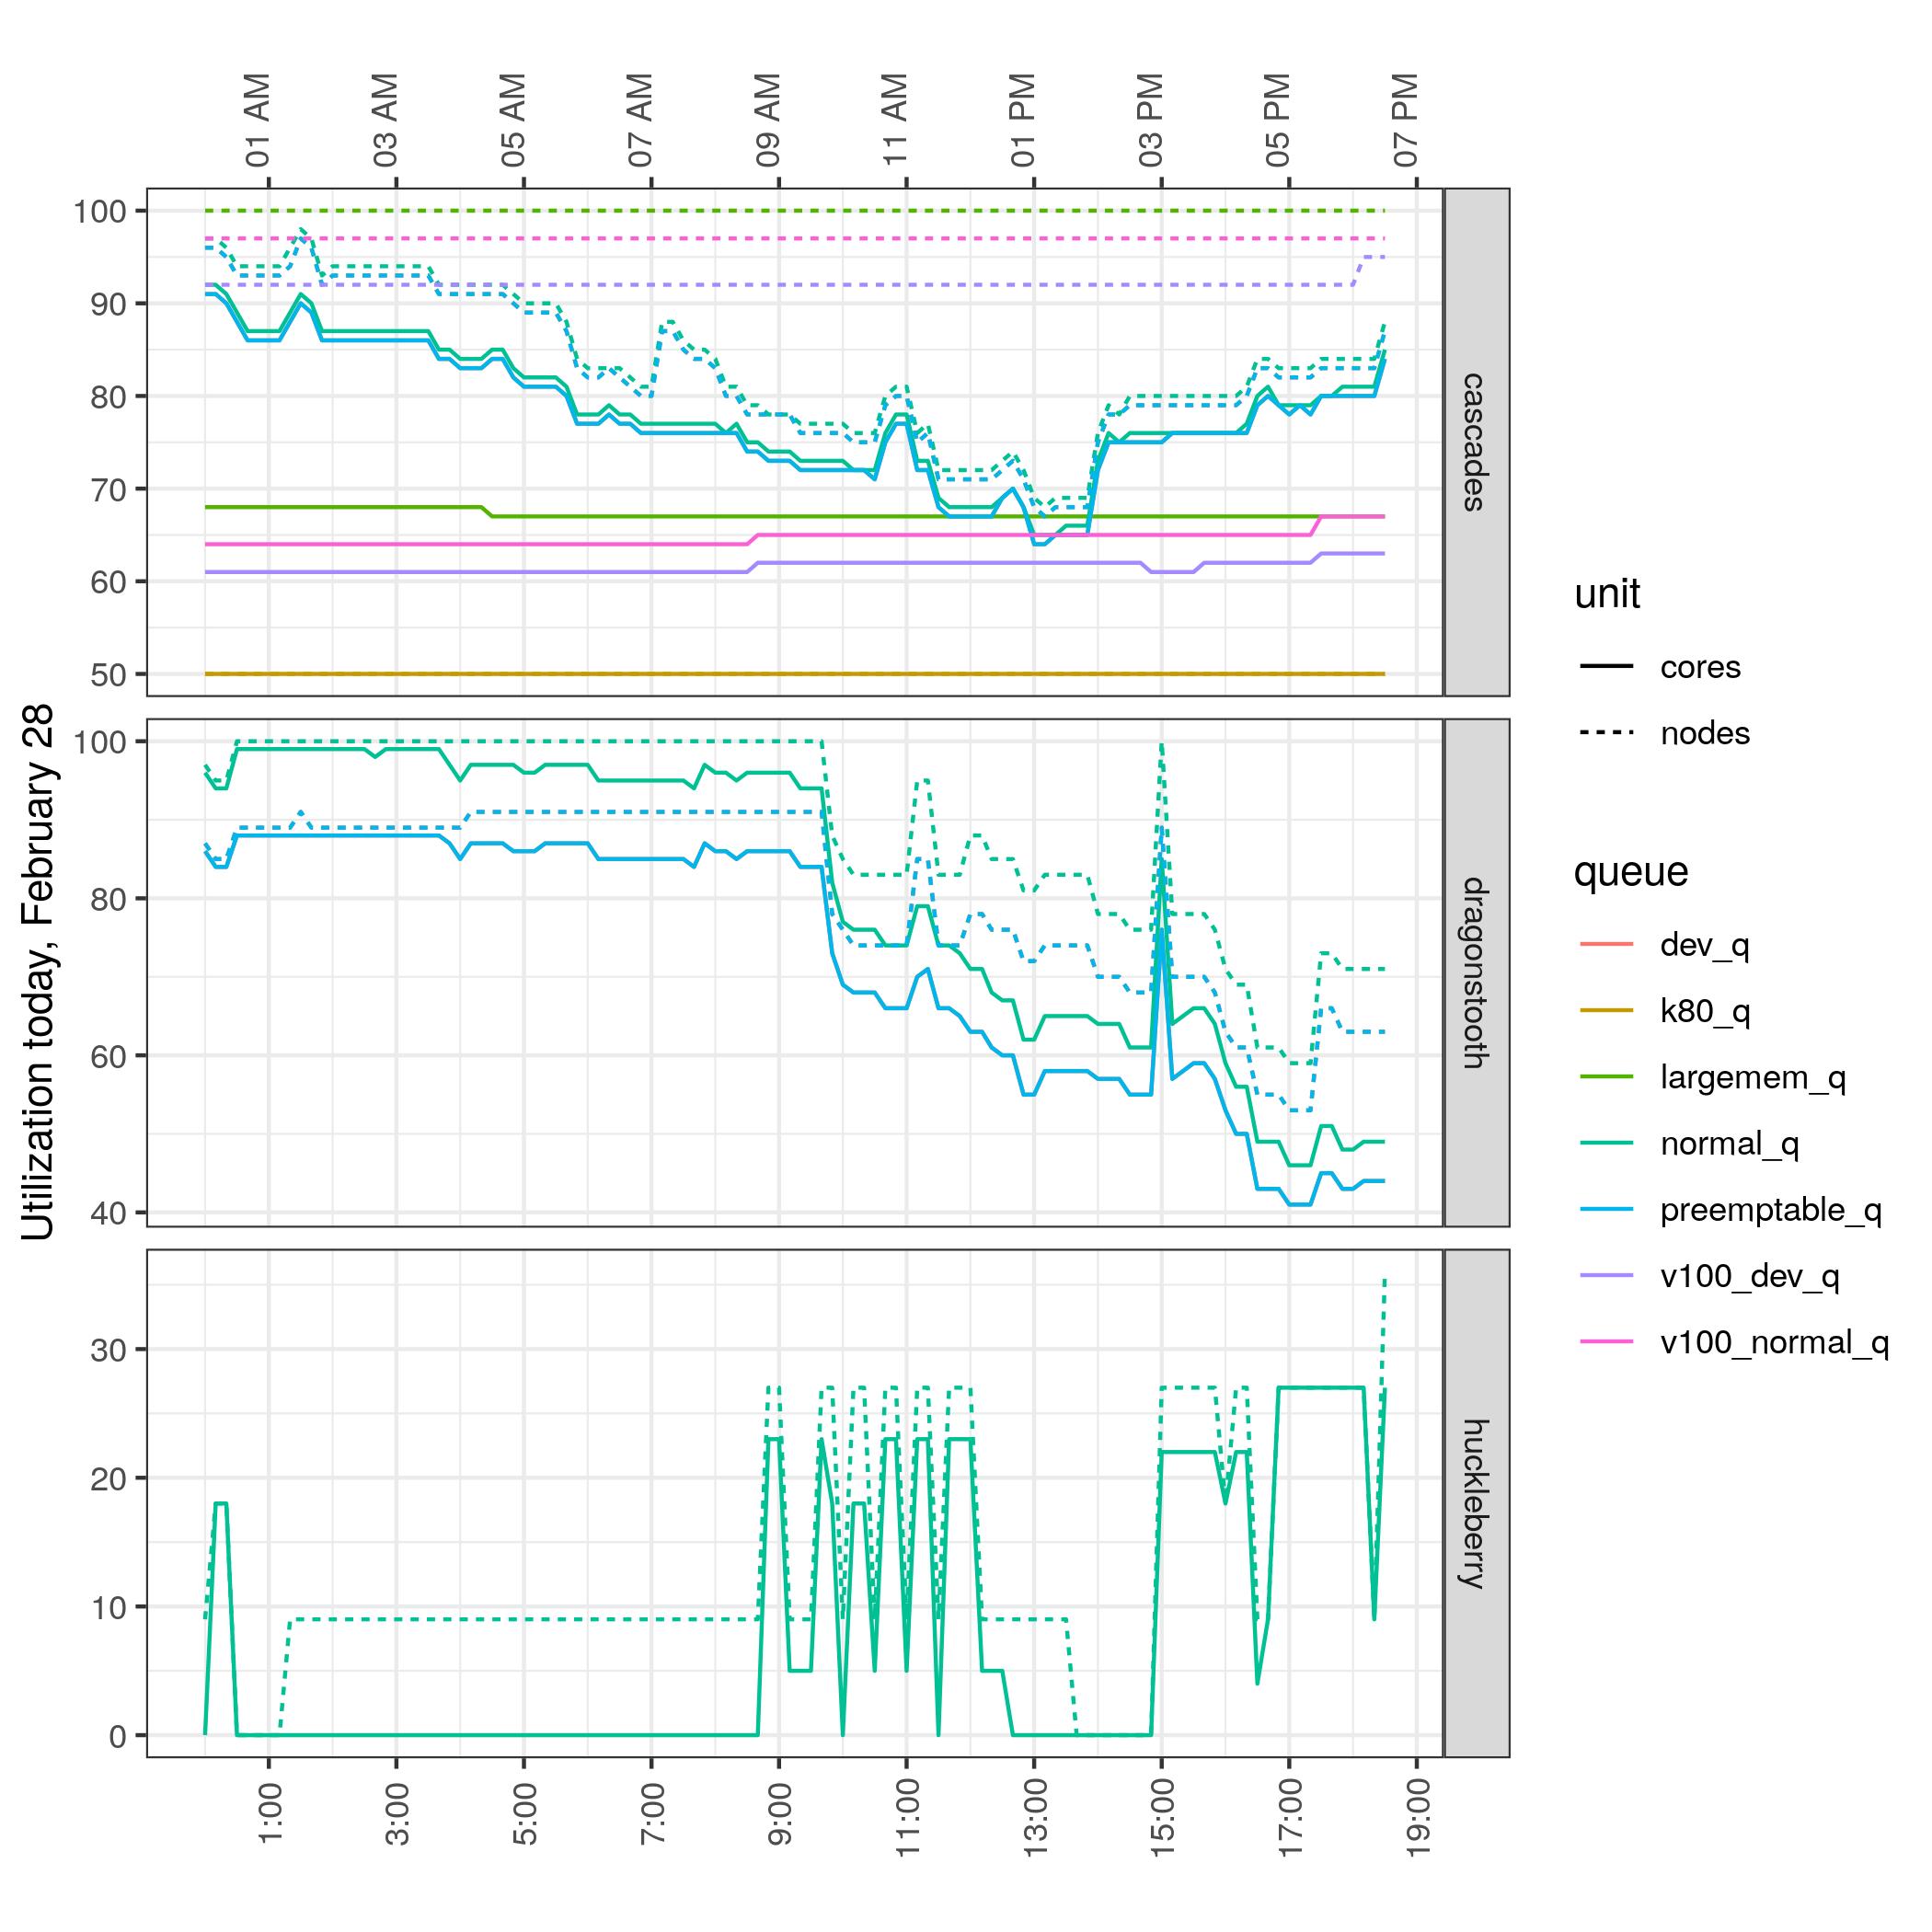 01 AM
03 AM
05 AM
07 AM
09 AM
11 AM
01 PM
03 PM
05 PM
07 PM
Utilization today, February 28
100
90
80
70
60
50
cascades
100
80
60
40
dragonstooth
30
20
10
0
huckleberry
1:00
3:00
5:00
7:00
9:00
11:00
13:00
15:00
17:00
19:00
unit
cores
nodes
queue
dev_q
k80_q
largemem_q
normal_q
preemptable_q
v100_dev_q
v100_normal_q